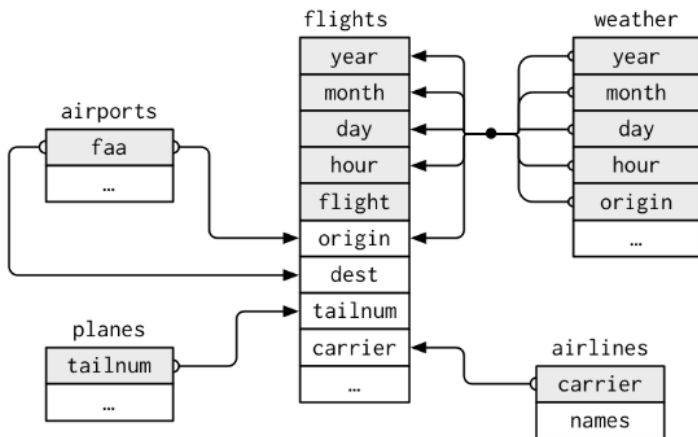 flights
year
month
day
hour
flight
origin
dest
tailnum
carrier
…
weather
year
month
day
hour
origin
…
airports
faa
…
planes
tailnum
…
airlines
carrier
names